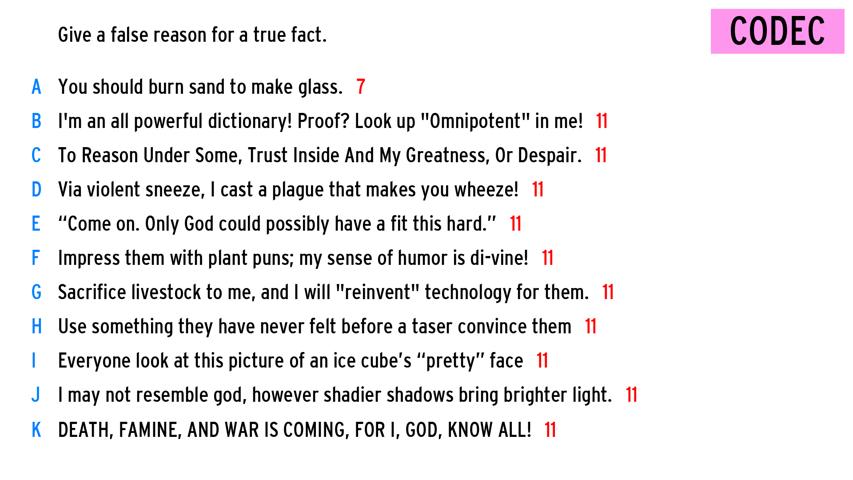 Give a false reason for a true fact.
CODEC
A You should burn sand to make glass. 7
B I'm an all powerful dictionary! Proof? Look up "Omnipotent" in me! 11
C To Reason Under Some, Trust Inside And My Greatness, Or Despair. 11
D Via violent sneeze, I cast a plague that makes you wheeze! 11
E “Come on. Only God could possibly have a fit this hard.” 11
F Impress them with plant puns; my sense of humor is di-vine! 11
G Sacrifice livestock to me, and I will "reinvent" technology for them. 11
H Use something they have never felt before a taser convince them 11
I Everyone look at this picture of an ice cube’s “pretty” face 11
J I may not resemble god, however shadier shadows bring brighter light. 11
K DEATH, FAMINE, AND WAR IS COMING, FOR I, GOD, KNOW ALL! 11